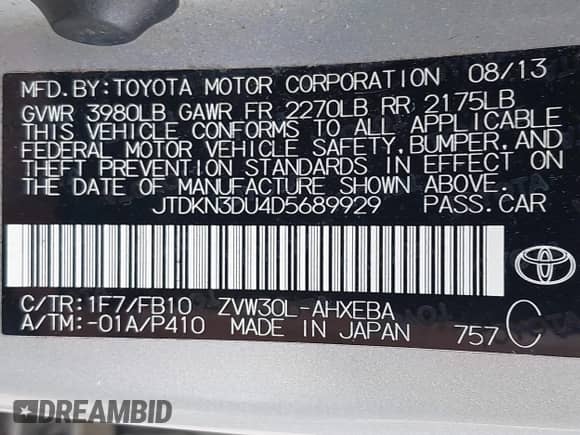 MFD. BY: TOYOTA MOTOR CORPORATION 08/13
GVWR 3980LB GAWR FR 2270LB RR 2175LB
THIS VEHICLE CONFORMS TO ALL APPLICABLE
FEDERAL MOTOR VEHICLE SAFETY, BUMPER, AND
THEFT PREVENTION STANDARDS IN EFFECT ON
THE DATE OF MANUFACTURE SHOWN ABOVE.
JTDKN3DU4D5689929 PASS. CAR
C/TR: 1F7/FB10 ZVW30L-AHXEBA
A/TM:-01A/P410 MADE IN JAPAN 757 C
DREAMBID